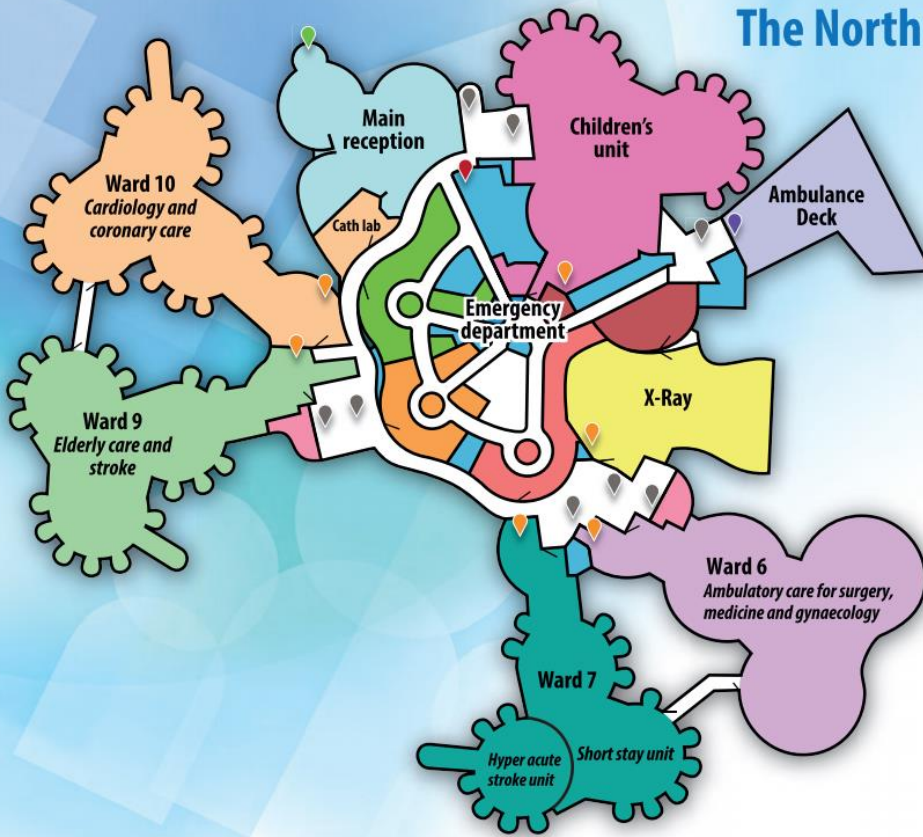 The North
Main
reception
Children's
unit
Ward 10
Cardiology and
coronary care
Ambulance
Deck
Cath lab
Emergency
department
X-Ray
Ward 9
Elderly care and
stroke
Ward 6
Ambulatory care for surgery,
medicine and gynaecology
Ward 7
Hyper acute
stroke unit
Short stay unit